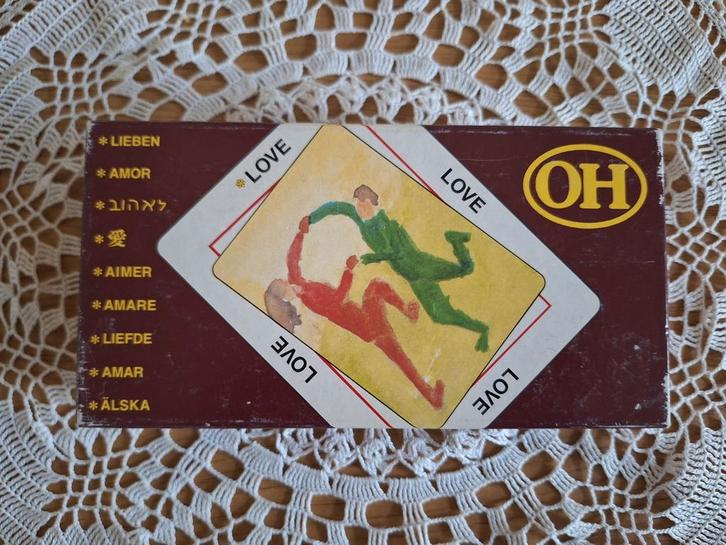 * LIEBEN
* AMOR
* לאהוב
* 愛
* AIMER
* AMARE
* LIEFDE
* AMAR
* ÄLSKA
* LOVE
LOVE
LOVE
LOVE
OH